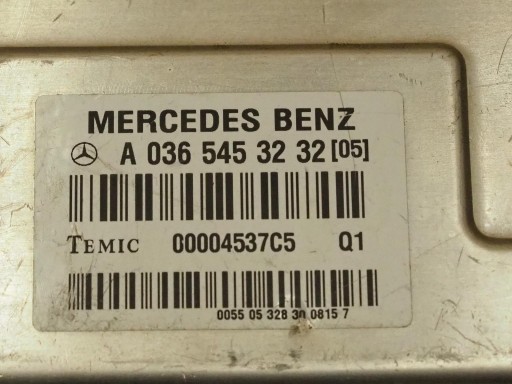 MERCEDES BENZ
A 036 545 32 32 [05]
TEMIC 00004537C5 Q1
0055 05 328 30 0815 7